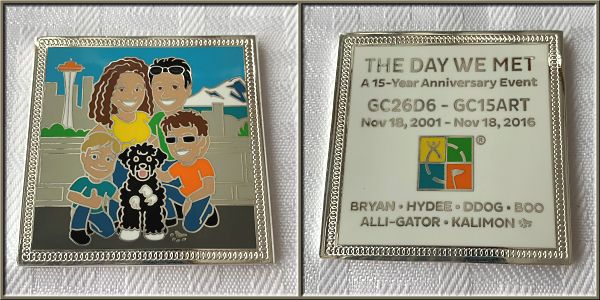 THE DAY WE MET
A 15-Year Anniversary Event
GC26D6 - GC15ART
Nov 18, 2001 - Nov 18, 2016
®
BRYAN • HYDEE • DDOG • BOO
ALLI-GATOR • KALIMON